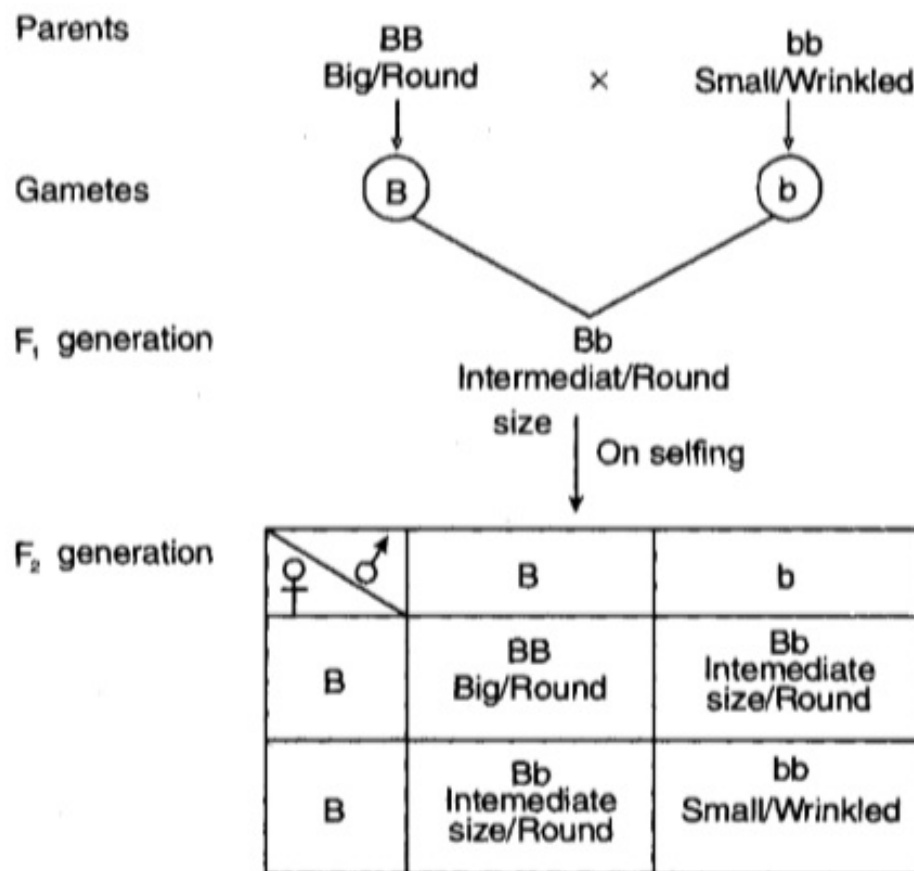 Parents
BB
Big/Round
×
bb
Small/Wrinkled
Gametes
B
b
F₁ generation
Bb
Intermediat/Round
size
On selfing
F₂ generation
♀ ♂
B
b
B
BB
Big/Round
Bb
Intemediate
size/Round
B
Bb
Intemediate
size/Round
bb
Small/Wrinkled